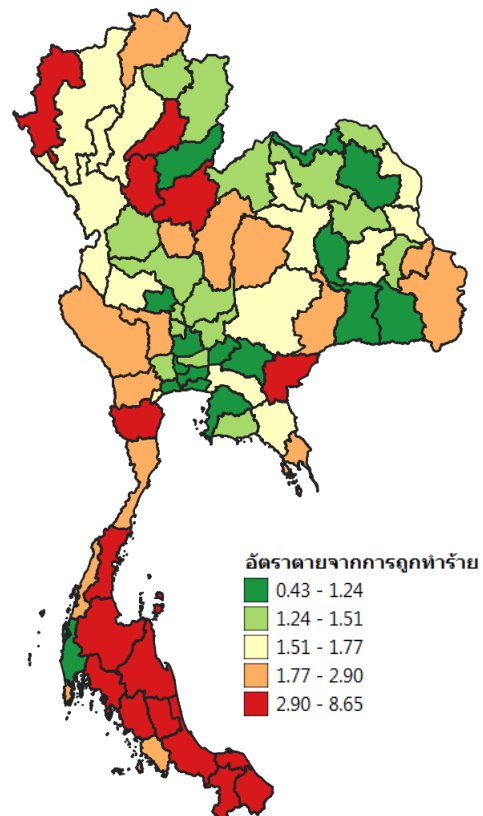 อัตราตายจากการถูกทำร้าย
0.43 - 1.24
1.24 - 1.51
1.51 - 1.77
1.77 - 2.90
2.90 - 8.65